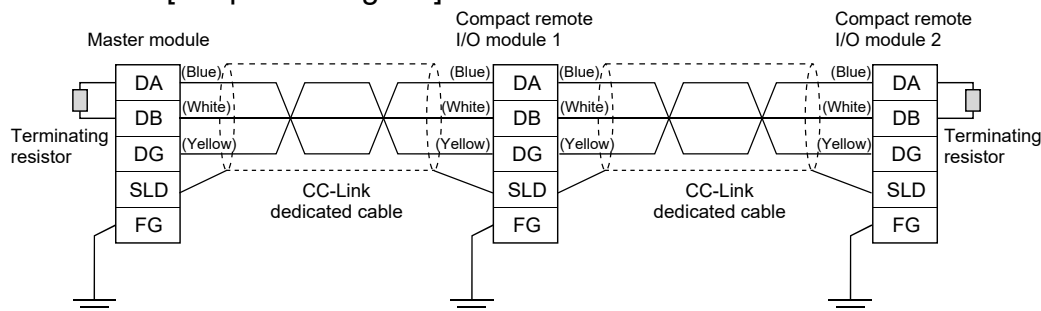 Compact remote
I/O module 1
Compact remote
I/O module 2
Master module
DA
DB
DG
SLD
FG
(Blue)
(White)
(Yellow)
Terminating
resistor
CC-Link
dedicated cable
(Blue)
(White)
(Yellow)
DA
DB
DG
SLD
FG
(Blue)
(White)
(Yellow)
CC-Link
dedicated cable
(Blue)
(White)
(Yellow)
DA
DB
DG
SLD
FG
Terminating
resistor